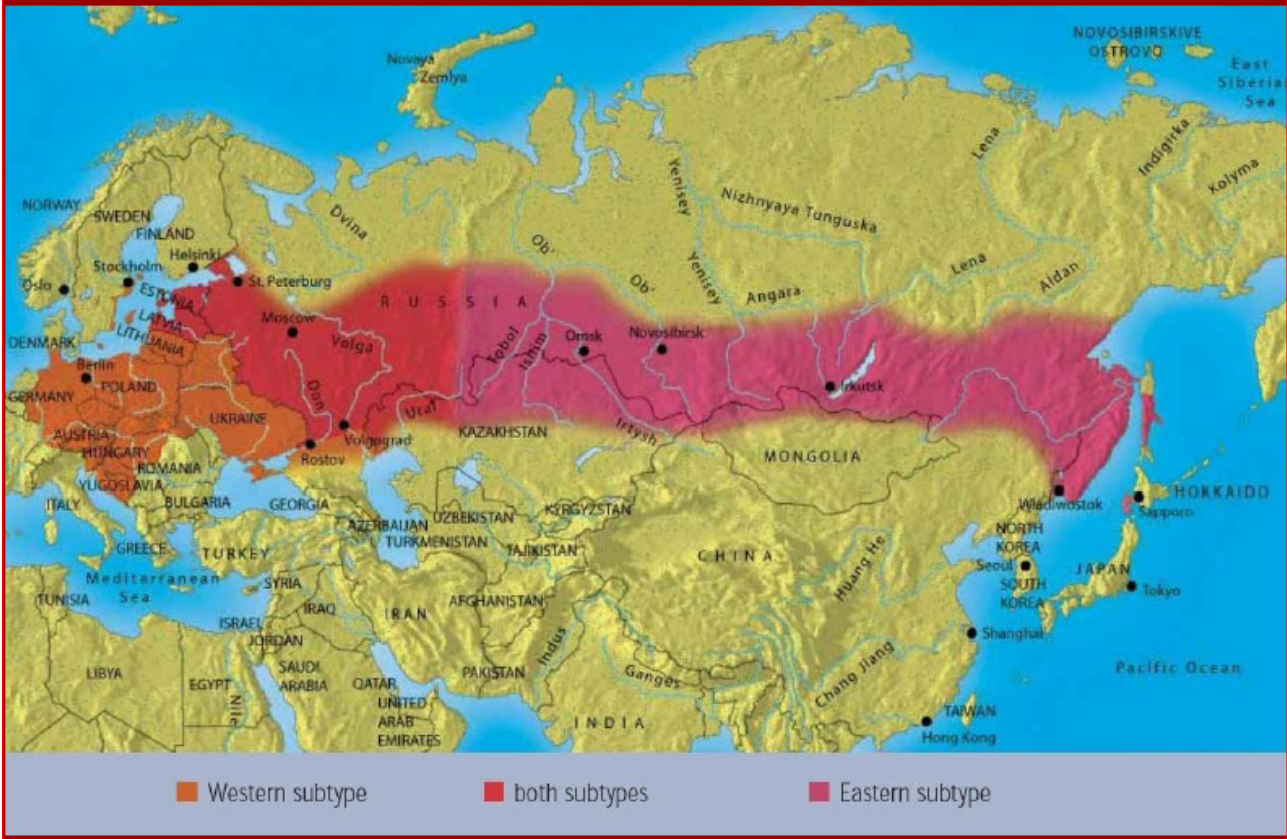 NOVOSIBIRSKIVE
OSTROVO
East
Siberia
Sea
Novaya
Zemlya
Lena
Indigirka
Kolyma
Yenisey
Nizhnyaya Tunguska
NORWAY
SWEDEN
FINLAND
Dvina
Helsinki
Ob'
Ob'
Yenisey
Lena
Aldan
Stockholm
Oslo
St. Peterburg
Angara
ESTONIA
RUSSIA
LATVIA
Moscow
Volga
LITHUANIA
Tobol
Ishim
Omsk
Novosibirsk
DENMARK
Berlin
POLAND
GERMANY
Don
Irkutsk
UKRAINE
Ural
AUSTRIA
Volgograd
KAZAKHSTAN
Irtysh
HUNGARY
Rostov
ROMANIA
MONGOLIA
YUGOSLAVIA
ITALY
BULGARIA
GEORGIA
Wladiwostok
HOKKAIDO
Sapporo
AZERBAIJAN
UZBEKISTAN
KYRGYZSTAN
TURKMENISTAN
TAJIKISTAN
NORTH
KOREA
GREECE
TURKEY
CHINA
Huang He
Seoul
SOUTH
KOREA
JAPAN
Tokyo
Mediterranean
Sea
SYRIA
TUNISIA
IRAQ
IRAN
AFGHANISTAN
ISRAEL
JORDAN
Indus
Shanghai
LIBYA
EGYPT
Nile
SAUDI
ARABIA
QATAR
PAKISTAN
Ganges
Chang Jiang
Pacific Ocean
UNITED
ARAB
EMIRATES
INDIA
TAIWAN
Hong Kong
Western subtype
both subtypes
Eastern subtype